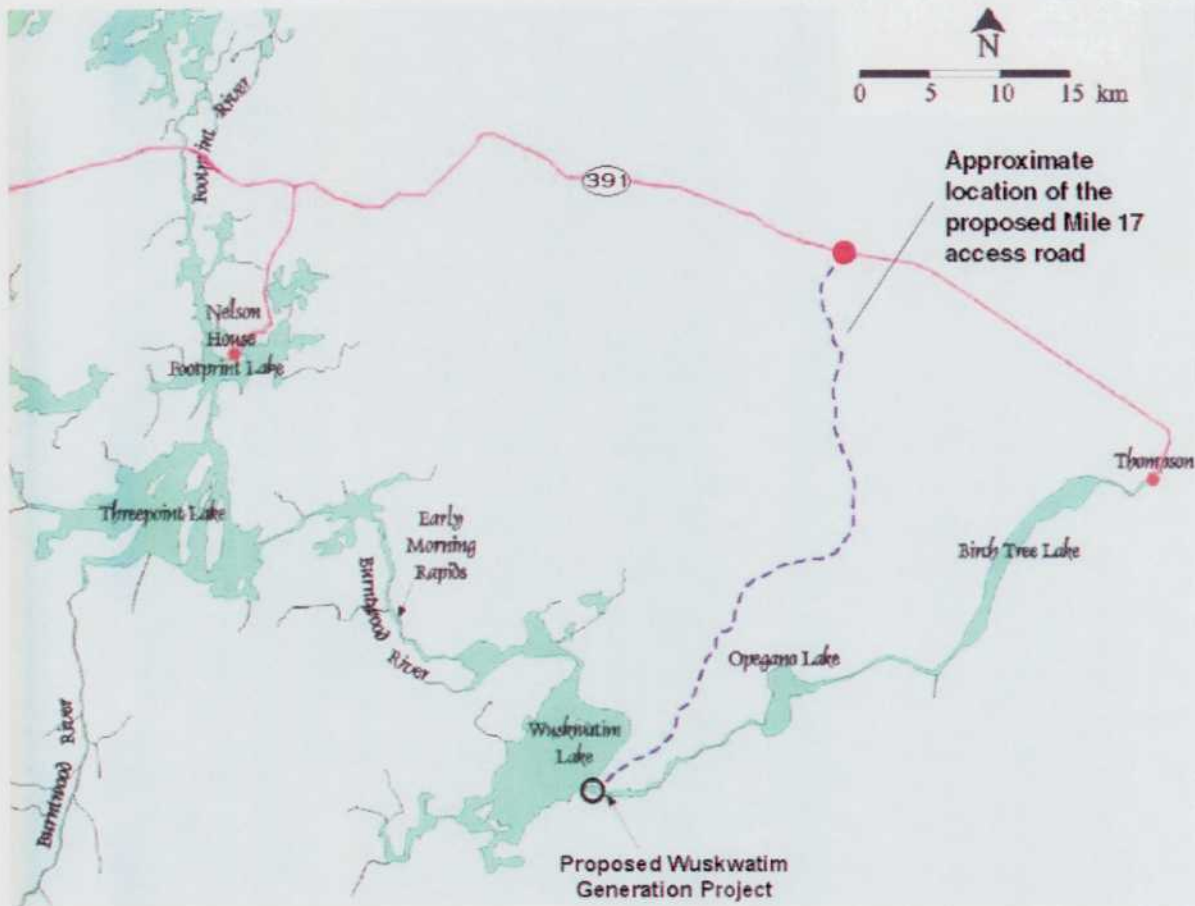 N
0 5 10 15 km
Footprint River
391
Approximate
location of the
proposed Mile 17
access road
Nelson
House
Footprint Lake
Thompson
Threepoint Lake
Early
Morning
Rapids
Birch Tree Lake
Burntwood River
Opegano Lake
Wuskwatim
Lake
Burntwood River
Proposed Wuskwatim
Generation Project